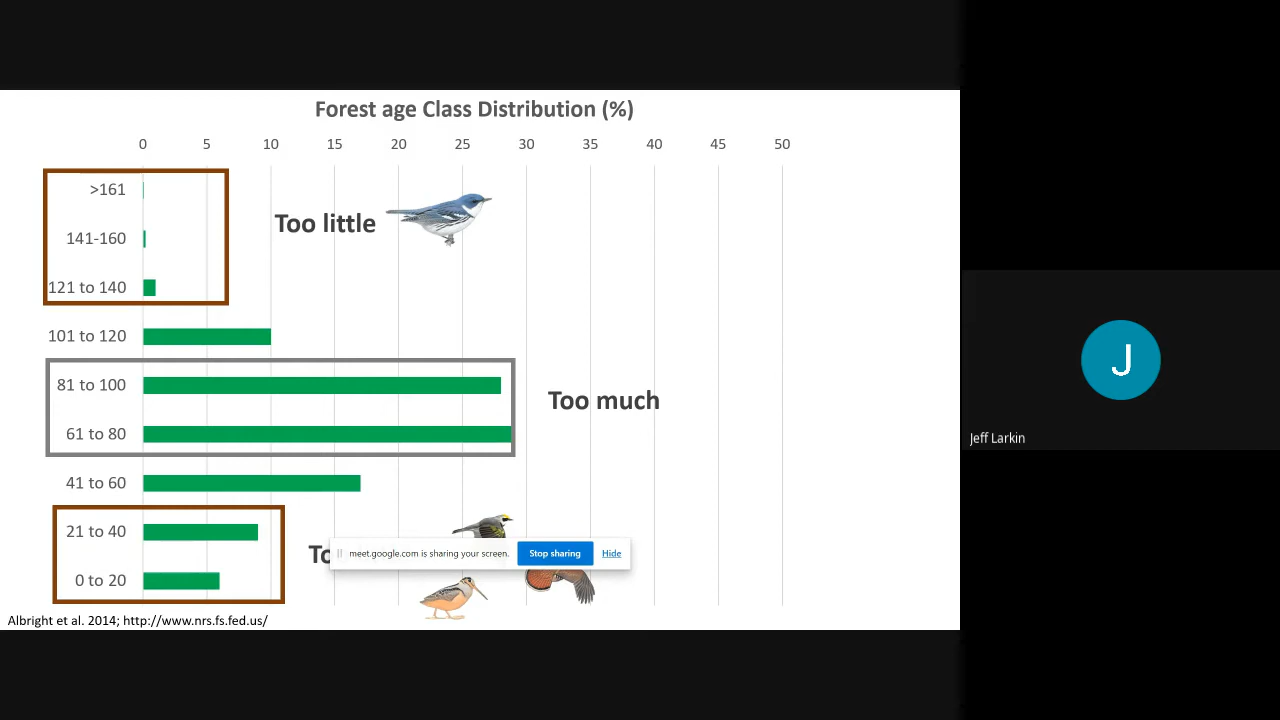 Forest age Class Distribution (%)
0 5 10 15 20 25 30 35 40 45 50
>161
Too little
141-160
121 to 140
101 to 120
81 to 100
Too much
61 to 80
41 to 60
21 to 40
meet.google.com is sharing your screen. Stop sharing Hide
0 to 20
Albright et al. 2014; http://www.nrs.fs.fed.us/
J
Jeff Larkin